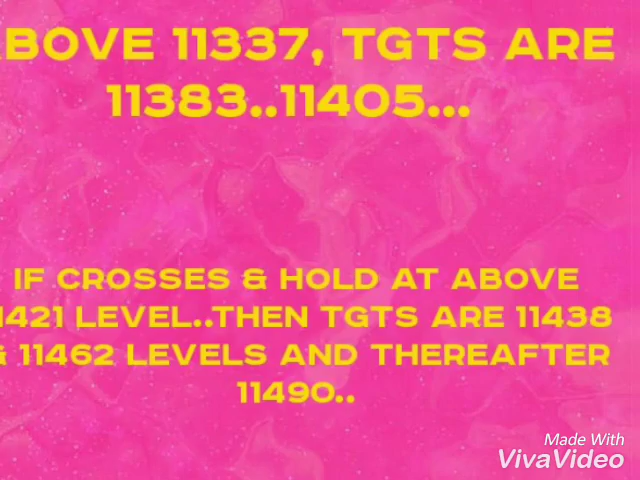 BOVE 11337, TGTS ARE
11383..11405...
IF CROSSES & HOLD AT ABOVE
1421 LEVEL..THEN TGTS ARE 11438
& 11462 LEVELS AND THEREAFTER
11490..
Made With
VivaVideo